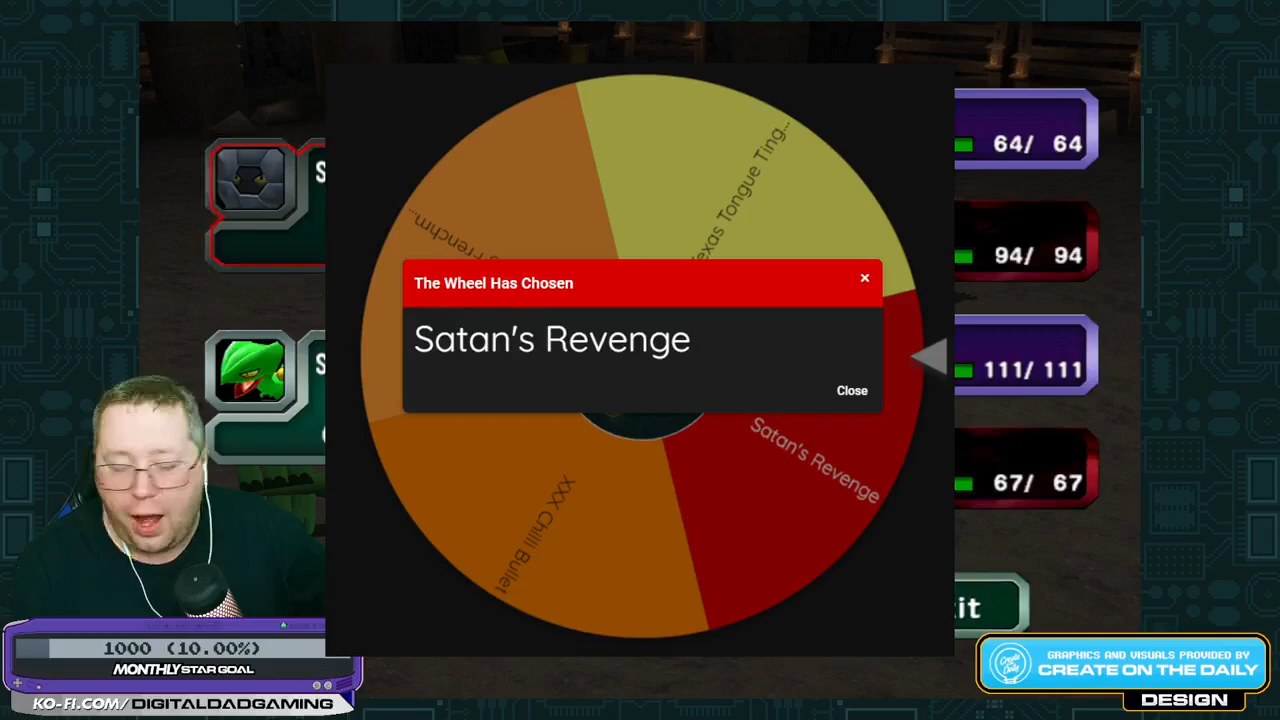 64/ 64
94/ 94
111/ 111
67/ 67
S
S
Texas Tongue Ting...
Frenchm...
The Wheel Has Chosen
×
Satan's Revenge
Close
Satan's Revenge
XXX Chilli Bullet
it
1000 (10.00%)
MONTHLY STAR GOAL
KO-FI.COM/DIGITALDADGAMING
GRAPHICS AND VISUALS PROVIDED BY
CREATE ON THE DAILY
DESIGN